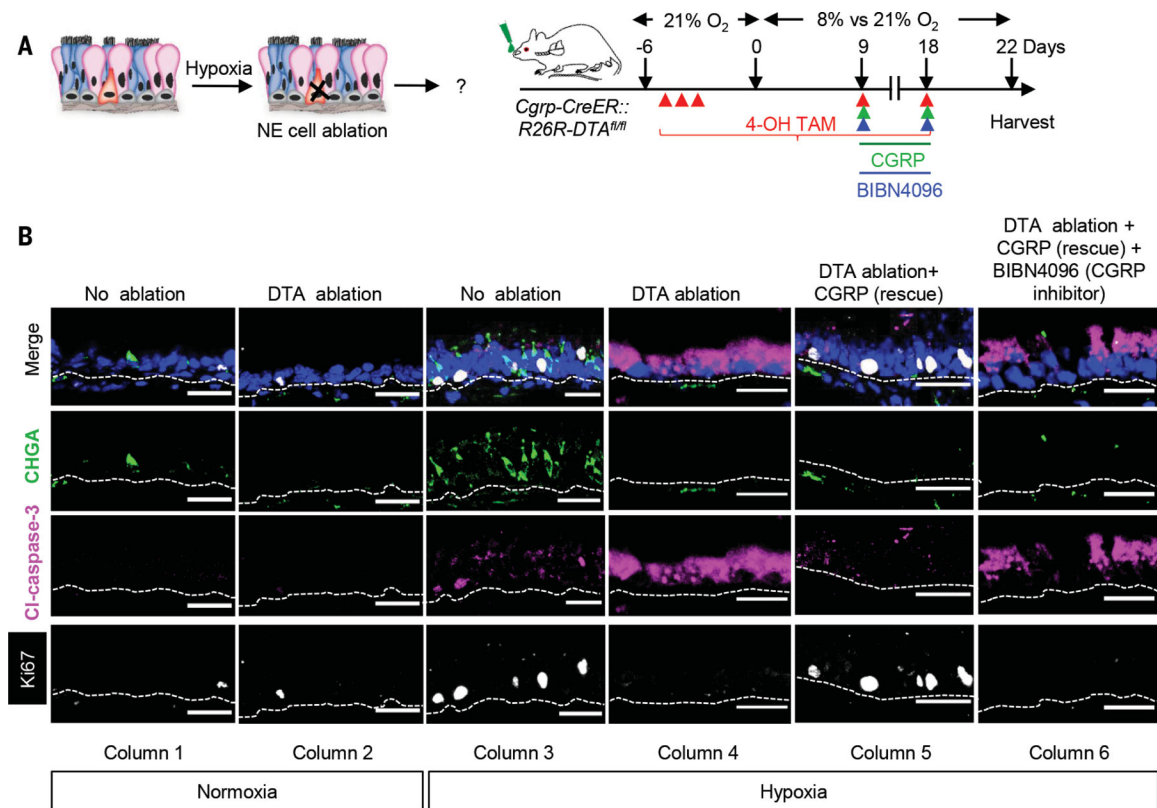 A
Hypoxia
NE cell ablation
?
21% O2
8% vs 21% O2
-6
0
9
18
22 Days
Cgrp-CreER::
R26R-DTAfl/fl
4-OH TAM
Harvest
CGRP
BIBN4096
B
No ablation
DTA ablation
No ablation
DTA ablation
DTA ablation+
CGRP (rescue)
DTA ablation +
CGRP (rescue) +
BIBN4096 (CGRP
inhibitor)
Merge
CHGA
Cl-caspase-3
Ki67
Column 1
Column 2
Column 3
Column 4
Column 5
Column 6
Normoxia
Hypoxia